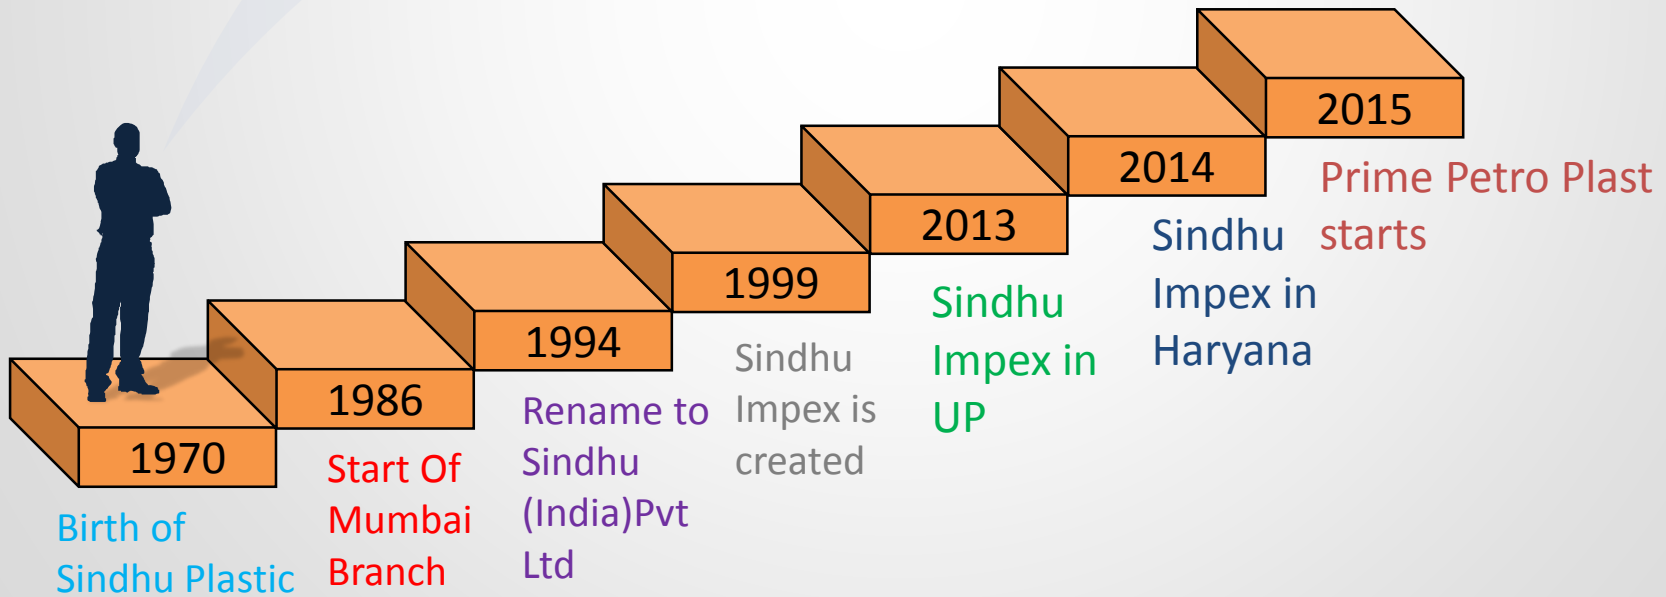 1970
Birth of
Sindhu Plastic
1986
Start Of
Mumbai
Branch
1994
Rename to
Sindhu
(India)Pvt
Ltd
1999
Sindhu
Impex is
created
2013
Sindhu
Impex in
UP
2014
Sindhu
Impex in
Haryana
2015
Prime Petro Plast
starts